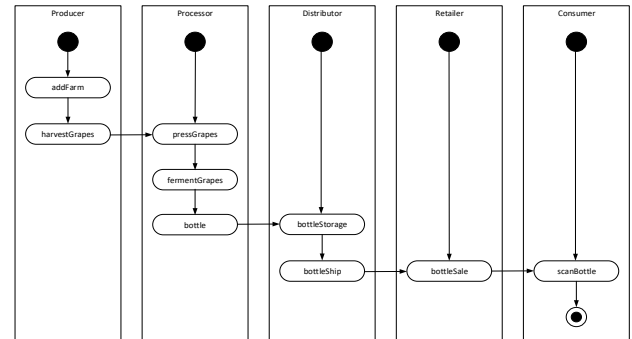 Producer
Processor
Distributor
Retailer
Consumer
addFarm
harvestGrapes
pressGrapes
fermentGrapes
bottle
bottleStorage
bottleShip
bottleSale
scanBottle